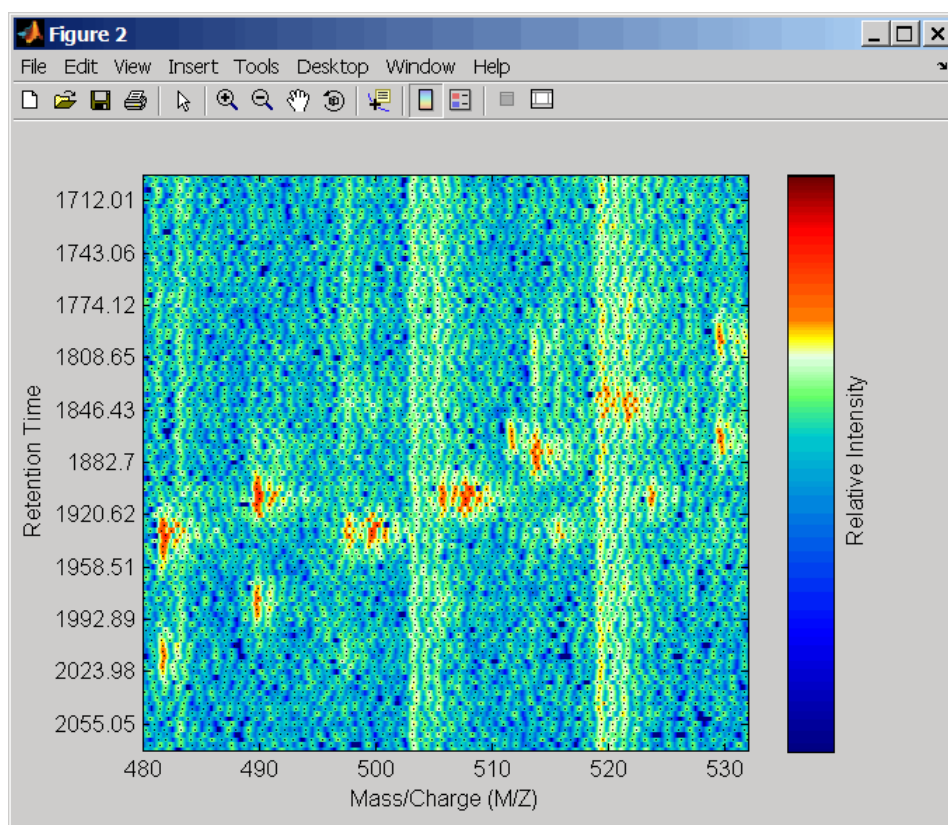 Figure 2
File Edit View Insert Tools Desktop Window Help
1712.01
1743.06
1774.12
1808.65
1846.43
1882.7
1920.62
1958.51
1992.89
2023.98
2055.05
Retention Time
480 490 500 510 520 530
Mass/Charge (M/Z)
Relative Intensity